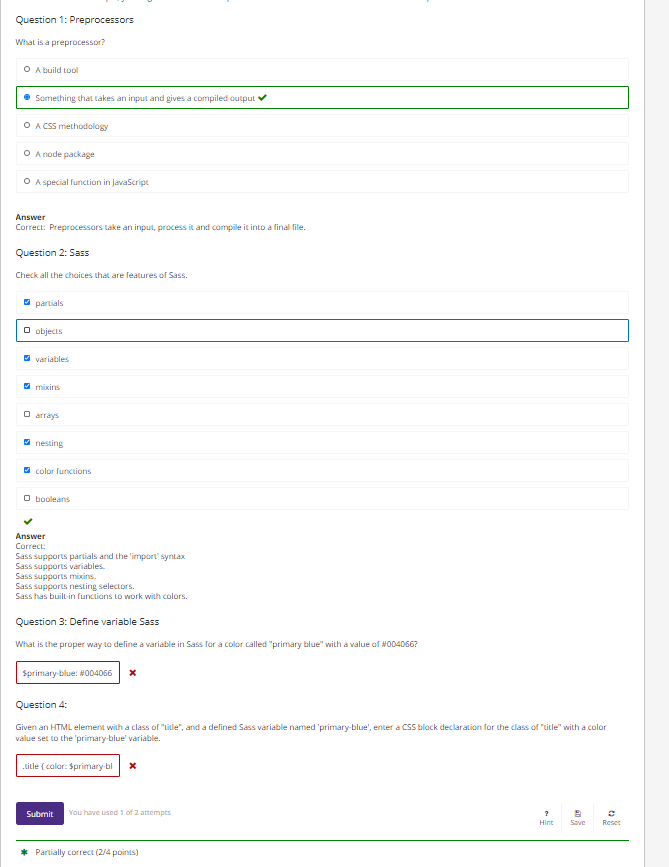 Question 1: Preprocessors
What is a preprocessor?
A build tool
Something that takes an input and gives a compiled output
A CSS methodology
A node package
A special function in JavaScript
Answer
Correct: Preprocessors take an input, process it and compile it into a final file.
Question 2: Sass
Check all the choices that are features of Sass.
partials
objects
variables
mixins
arrays
nesting
color functions
booleans
Answer
Correct:
Sass supports partials and the 'import' syntax
Sass supports variables.
Sass supports mixins.
Sass supports nesting selectors.
Sass has built-in functions to work with colors.
Question 3: Define variable Sass
What is the proper way to define a variable in Sass for a color called "primary blue" with a value of #004066?
$primary-blue: #004066
Question 4:
Given an HTML element with a class of "title", and a defined Sass variable named 'primary-blue', enter a CSS block declaration for the class of "title" with a color
value set to the 'primary-blue' variable.
.title { color: $primary-bl
Submit
You have used 1 of 2 attempts
Hint
Save
Reset
Partially correct (2/4 points)